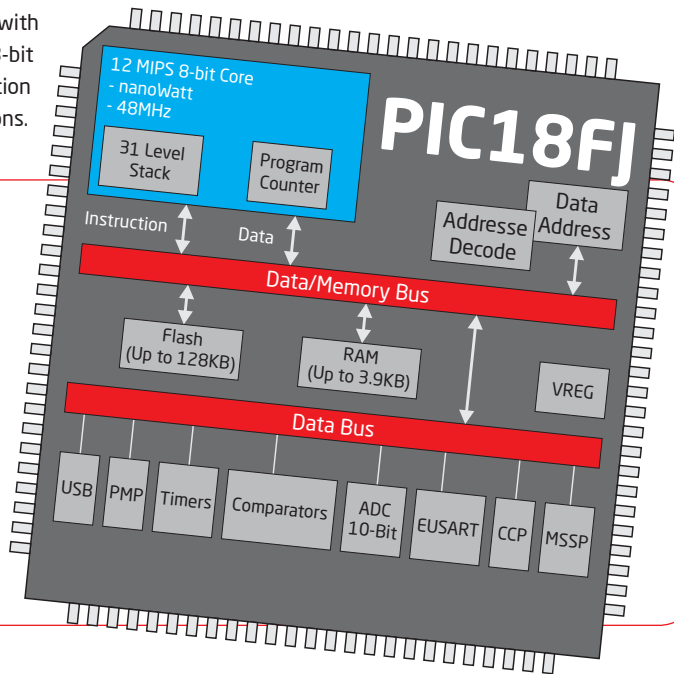 with
-bit
tion
ns.
12 MIPS 8-bit Core
- nanoWatt
- 48MHz
PIC18FJ
31 Level
Stack
Program
Counter
Data
Address
Addresse
Decode
Instruction
Data
Data/Memory Bus
Flash
(Up to 128KB)
RAM
(Up to 3.9KB)
VREG
Data Bus
USB
PMP
Timers
Comparators
ADC
10-Bit
EUSART
CCP
MSSP